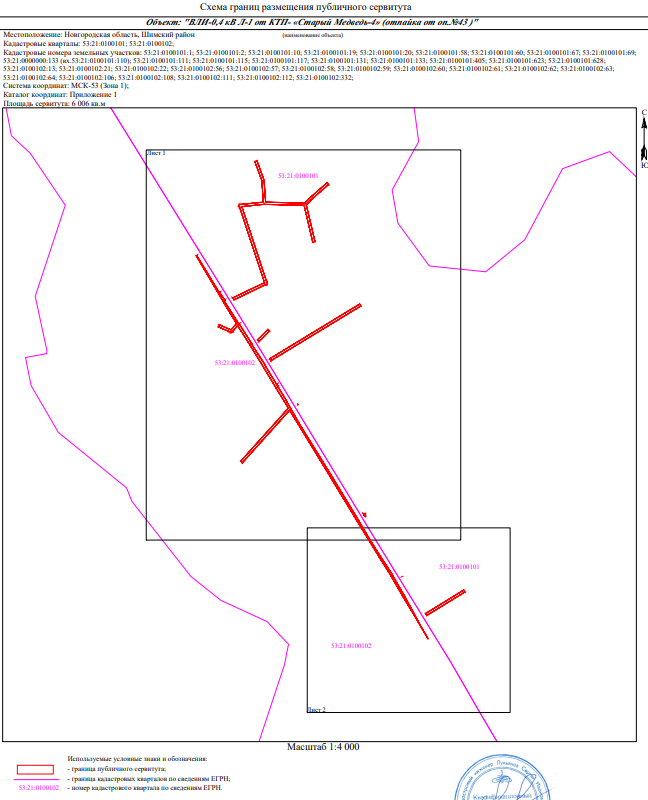 Схема границ размещения публичного сервитута
Объект: "ВЛИ-0,4 кВ Л-1 от КТП- «Старый Медведь-4» (отпайка от оп.№43 )"
Местоположение: Новгородская область, Шимский район
(наименование объекта)
Кадастровые кварталы: 53:21:0100101; 53:21:0100102;
Кадастровые номера земельных участков: 53:21:0100101:1; 53:21:0100101:2; 53:21:0100101:10; 53:21:0100101:19; 53:21:0100101:20; 53:21:0100101:58; 53:21:0100101:60; 53:21:0100101:67; 53:21:0100101:69;
53:21:0000000:133 (вх.53:21:0100101:110); 53:21:0100101:111; 53:21:0100101:115; 53:21:0100101:117; 53:21:0100101:131; 53:21:0100101:133; 53:21:0100101:405; 53:21:0100101:623; 53:21:0100101:628;
53:21:0100102:13; 53:21:0100102:21; 53:21:0100102:22; 53:21:0100102:56; 53:21:0100102:57; 53:21:0100102:58; 53:21:0100102:59; 53:21:0100102:60; 53:21:0100102:61; 53:21:0100102:62; 53:21:0100102:63;
53:21:0100102:64; 53:21:0100102:106; 53:21:0100102:108; 53:21:0100102:111; 53:21:0100102:112; 53:21:0100102:332;
Система координат: МСК-53 (Зона 1);
Каталог координат: Приложение 1
Площадь сервитута: 6 006 кв.м
С
Ю
Лист 1
53:21:0100101
53:21:0100102
53:21:0100101
53:21:0100102
Лист 2
Масштаб 1:4 000
Используемые условные знаки и обозначения:
- граница публичного сервитута;
- граница кадастровых кварталов по сведениям ЕГРН;
53:21:0100102 - номер кадастрового квартала по сведениям ЕГРН.